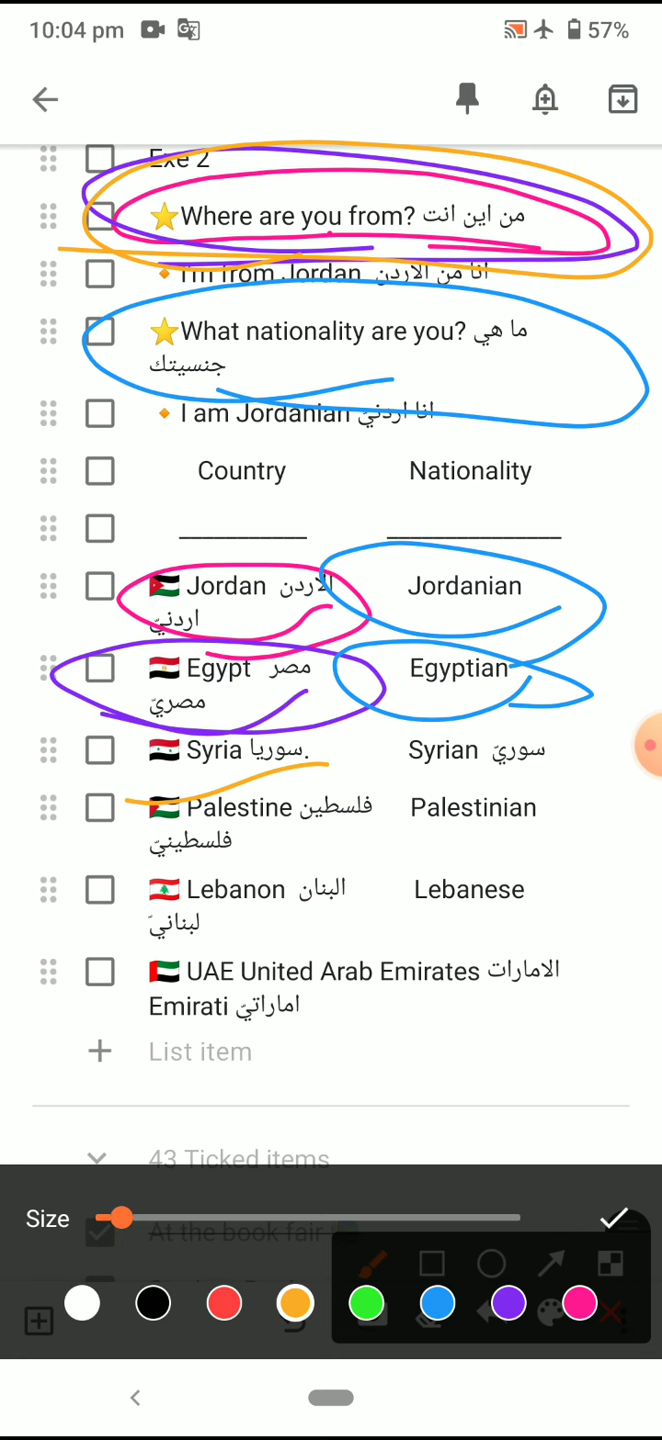 10:04 pm
57%
Exe 2
⭐Where are you from? من اين انت
🔸I'm from Jordan انا من الاردن
⭐What nationality are you? ما هي
جنسيتك
🔸I am Jordanian انا اردنيّ
Country Nationality
___________ _______________
🇯🇴 Jordan الاردن Jordanian
اردنيّ
🇪🇬 Egypt مصر Egyptian
مصريّ
🇸🇾 Syria سوريا. Syrian سوريّ
🇵🇸 Palestine فلسطين Palestinian
فلسطينيّ
🇱🇧 Lebanon البنان Lebanese
لبنانيّ
🇦🇪 UAE United Arab Emirates الامارات
Emirati اماراتيّ
List item
43 Ticked items
Size
At the book fair